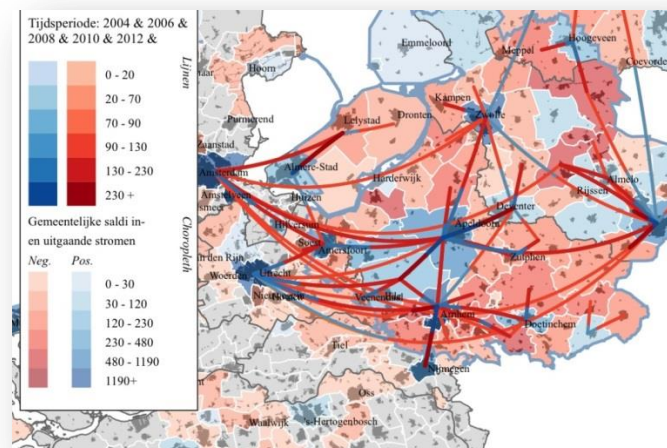 Tijdsperiode: 2004 & 2006 &
2008 & 2010 & 2012 &
Lijnen
0 - 20
20 - 70
70 - 90
90 - 130
130 - 230
230 +
Gemeentelijke saldi in-
en uitgaande stromen
Choropleth
Neg.
Pos.
0 - 30
30 - 120
120 - 230
230 - 480
480 - 1190
1190+
Hoorn
Emmeloord
Meppel
Hoogeveen
Coevorden
Purmerend
Lelystad
Dronten
Kampen
Zwolle
Zaanstad
Amsterdam
Almere-Stad
Harderwijk
Almelo
Rijssen
Amstelveen
Huizen
Deventer
Hilversum
Soest
Amersfoort
Apeldoorn
Zutphen
Woerden
Utrecht
Veenendaal
Ede
Arnhem
Doetinchem
Tiel
Nijmegen
Oss
Waalwijk
's-Hertogenbosch